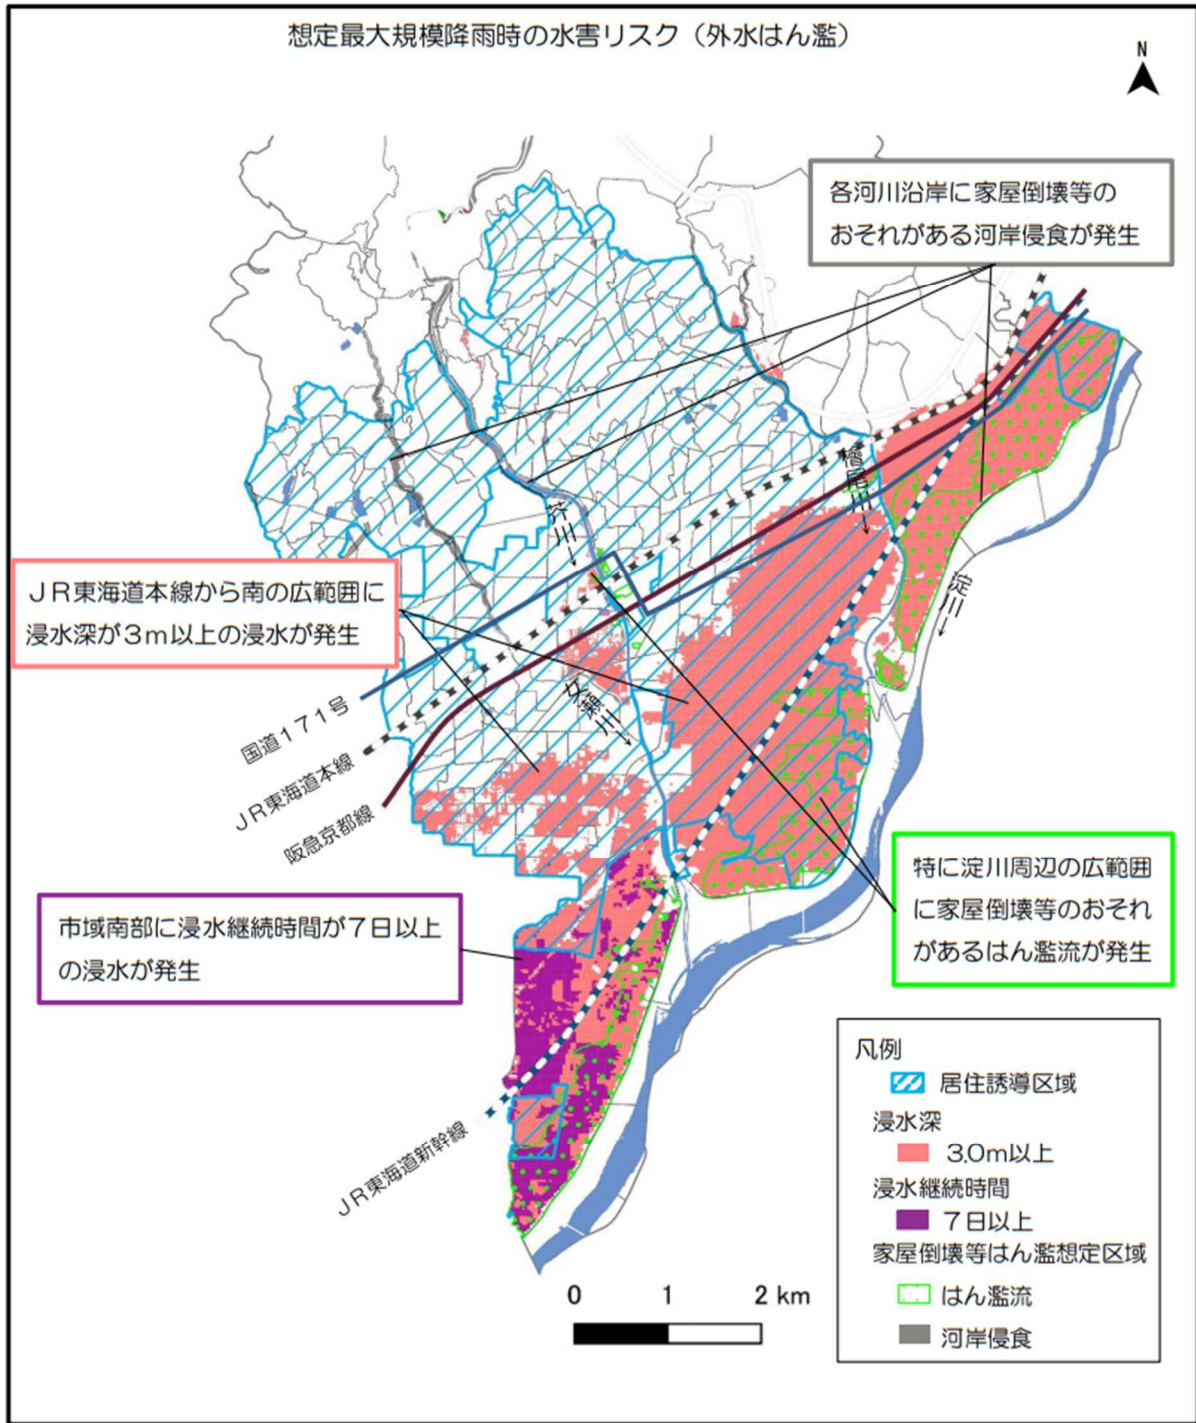 想定最大規模降雨時の水害リスク（外水はん濫）
N
各河川沿岸に家屋倒壊等の
おそれがある河岸侵食が発生
檜尾川
芥川
淀川
ＪＲ東海道本線から南の広範囲に
浸水深が３ｍ以上の浸水が発生
女瀬川
国道１７１号
ＪＲ東海道本線
阪急京都線
特に淀川周辺の広範囲
に家屋倒壊等のおそれ
があるはん濫流が発生
市域南部に浸水継続時間が７日以上
の浸水が発生
ＪＲ東海道新幹線
凡例
居住誘導区域
浸水深
3.0m以上
浸水継続時間
７日以上
家屋倒壊等はん濫想定区域
はん濫流
河岸侵食
0 1 2 km